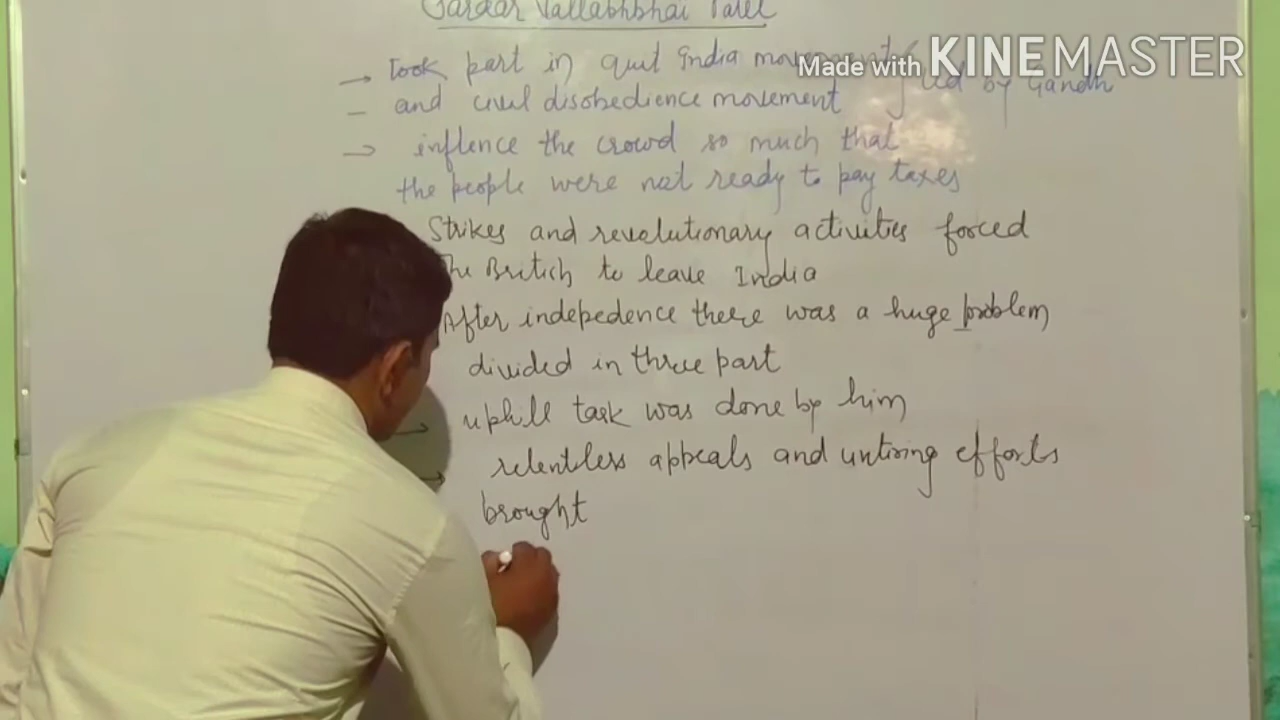 Sardar Vallabhbhai Patel
Took part in quit India movement
Made with KINEMASTER
led by Gandh
and civil disobedience movement
inflence the crowd so much that
the people were not ready to pay taxes
Strikes and revolutionary activities forced
the British to leave India
After indepedence there was a huge problem
divided in three part
uphill task was done by him
relentless appeals and untiring efforts
brought